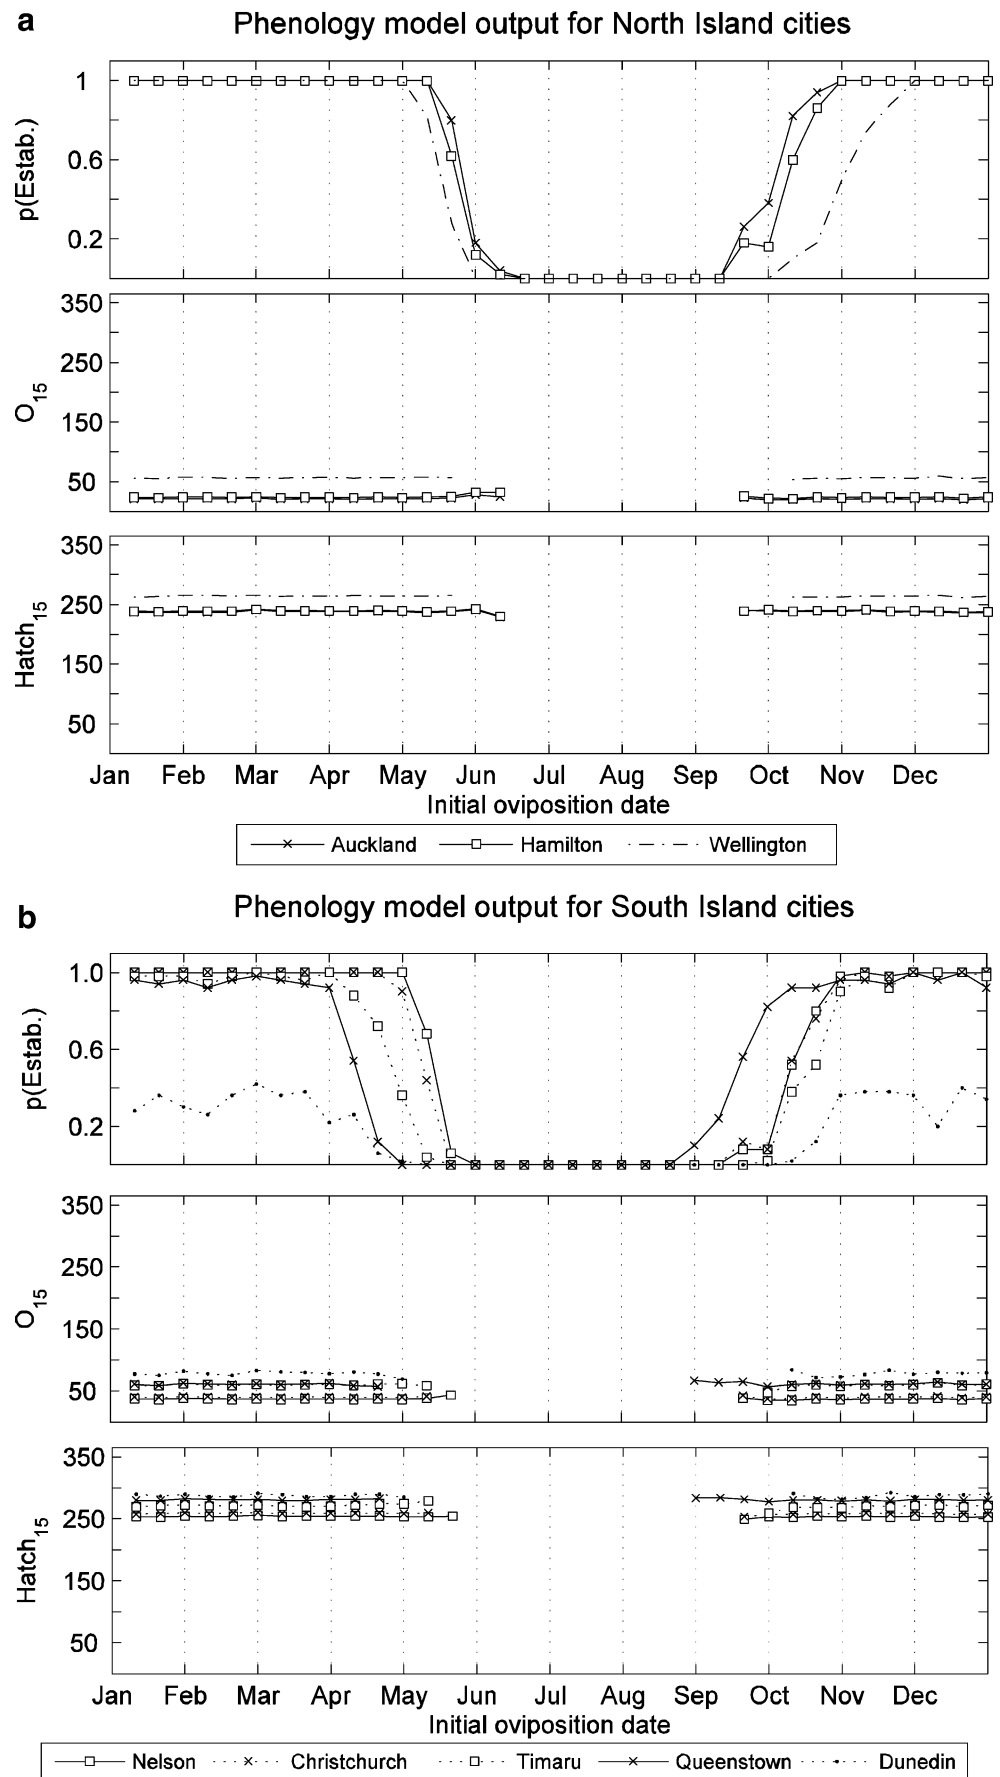 a
Phenology model output for North Island cities
1
0.6
0.2
p(Estab.)
350
250
150
50
O15
350
250
150
50
Hatch15
Jan Feb Mar Apr May Jun Jul Aug Sep Oct Nov Dec
Initial oviposition date
Auckland Hamilton Wellington
b
Phenology model output for South Island cities
1.0
0.6
0.2
p(Estab.)
350
250
150
50
O15
350
250
150
50
Hatch15
Jan Feb Mar Apr May Jun Jul Aug Sep Oct Nov Dec
Initial oviposition date
Nelson Christchurch Timaru Queenstown Dunedin